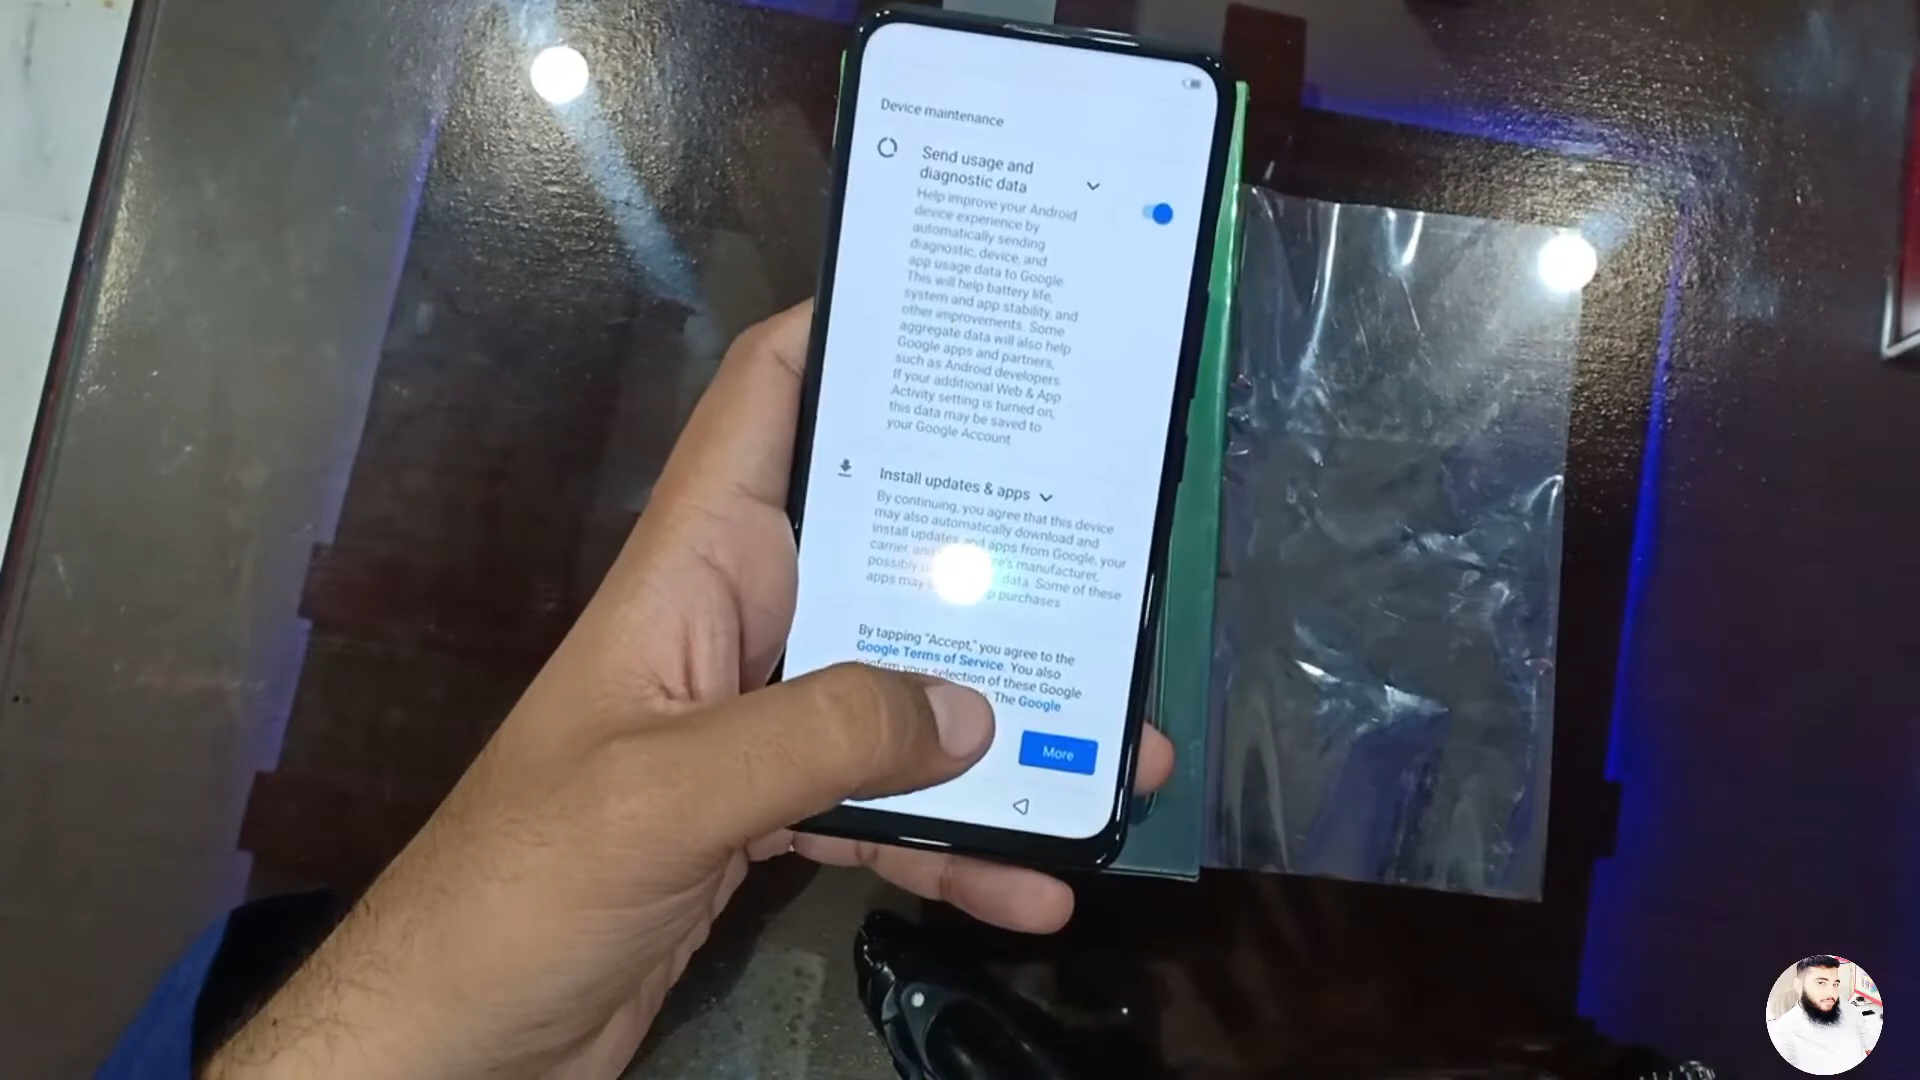 Device maintenance
Send usage and
diagnostic data
Help improve your Android
device experience by
automatically sending
diagnostic, device, and
app usage data to Google.
This will help battery life,
system and app stability, and
other improvements. Some
aggregate data will also help
Google apps and partners,
such as Android developers.
If your additional Web & App
Activity setting is turned on,
this data may be saved to
your Google Account
Install updates & apps
By continuing, you agree that this device
may also automatically download and
install updates and apps from Google, your
carrier, and ce's manufacturer,
possibly data. Some of these
apps may purchases
By tapping "Accept," you agree to the
Google Terms of Service. You also
confirm your selection of these Google
The Google
More